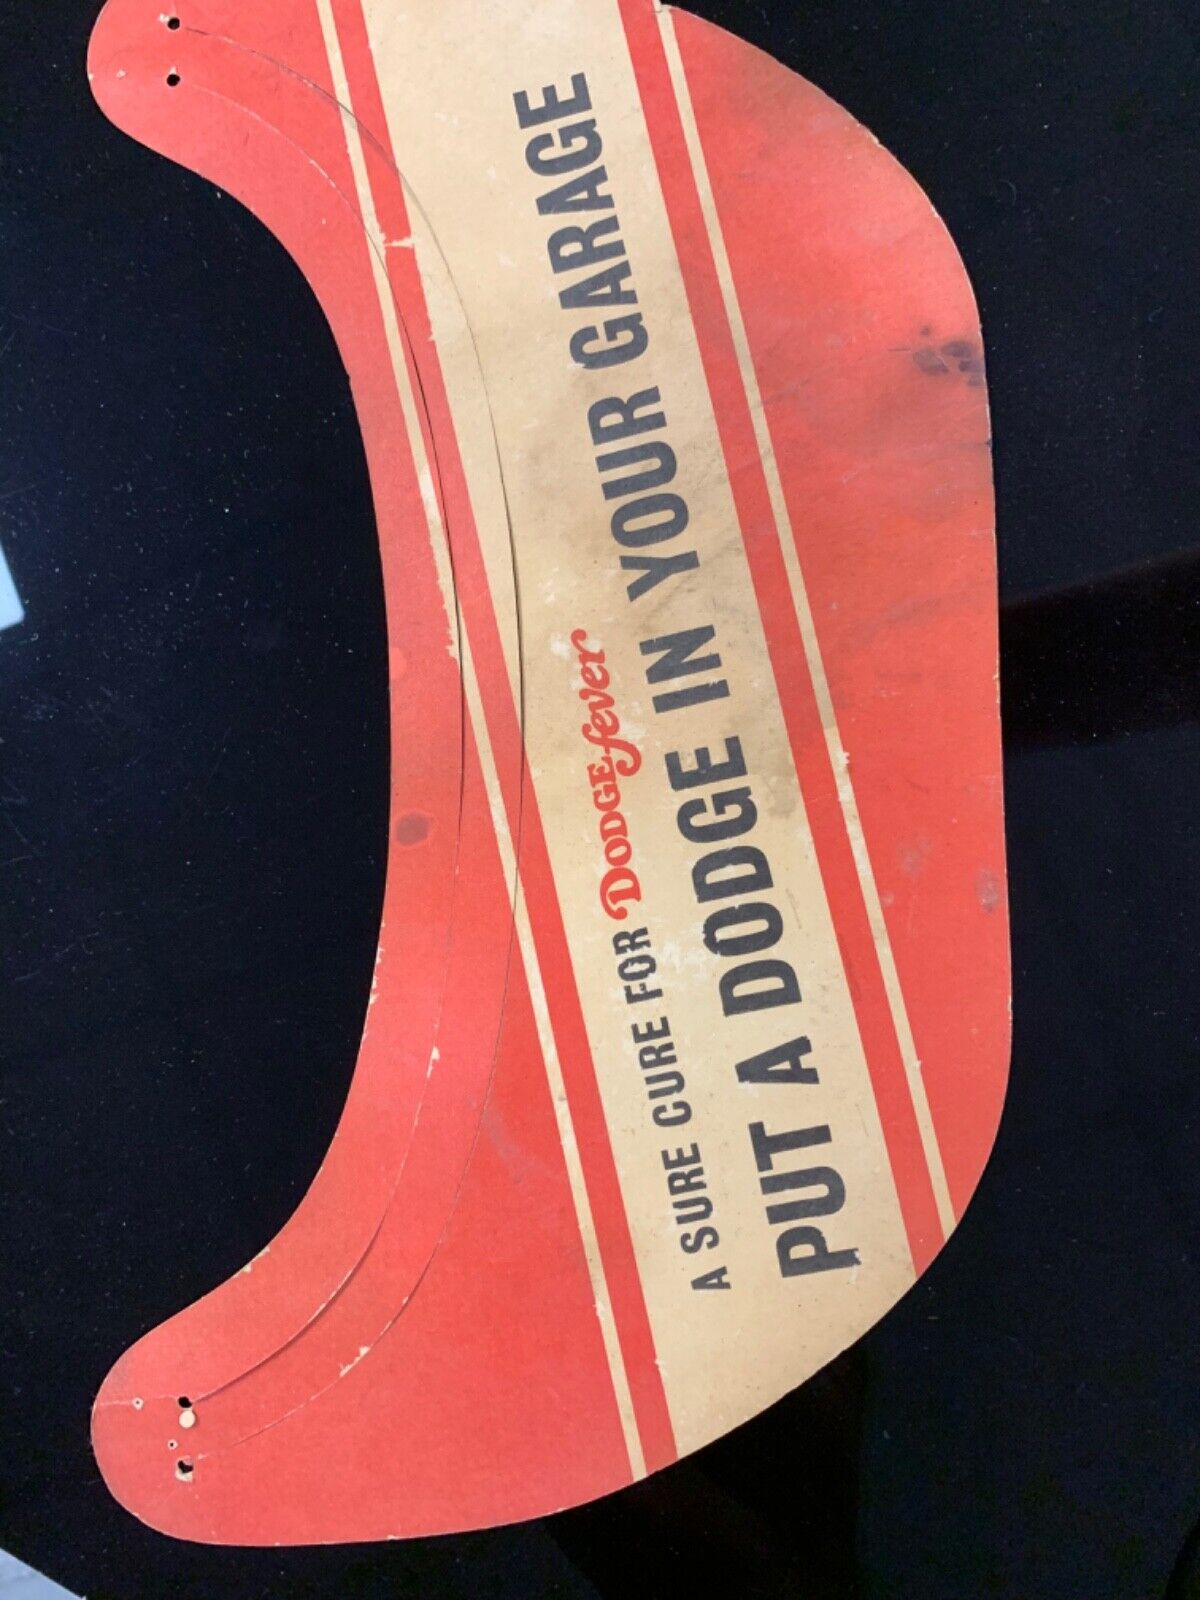 A SURE CURE FOR DODGE fever
PUT A DODGE IN YOUR GARAGE